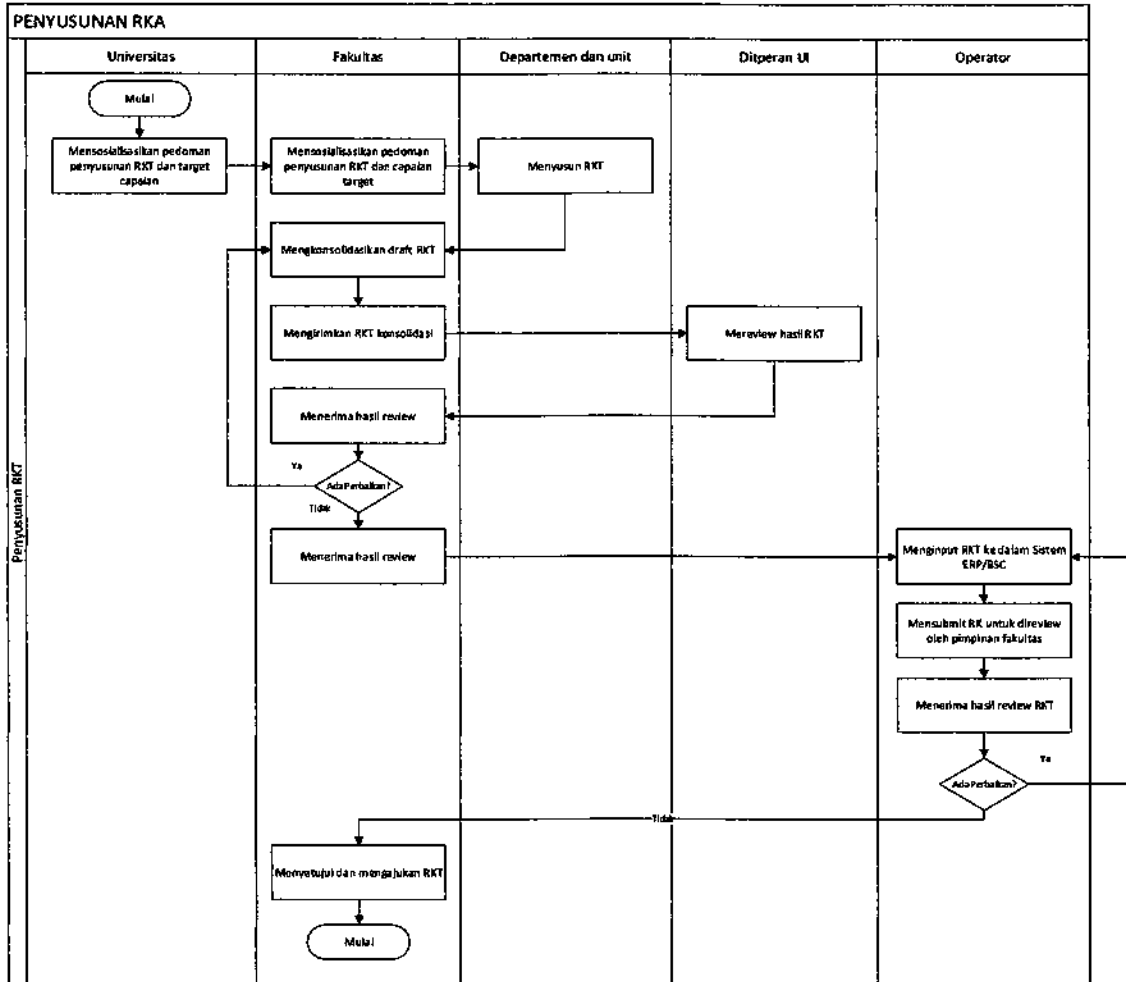 PENYUSUNAN RKA
Universitas
Fakultas
Departemen dan unit
Ditperan UI
Operator
Penyusunan RKT
Mulai
Mensosialisasikan pedoman
penyusunan RKT dan target
capaian
Mensosialisasikan pedoman
penyusunan RKT dan capaian
target
Menyusun RKT
Mengkonsolidasikan draft RKT
Mengirimkan RKT konsolidasi
Mereview hasil RKT
Menerima hasil review
Ya
Ada Perbaikan?
Tidak
Menerima hasil review
Menginput RKT ke dalam Sistem
ERP/BSC
Mensubmit RK untuk direview
oleh pimpinan fakultas
Menerima hasil review RKT
Ya
Ada Perbaikan?
Tidak
Menyetujui dan mengajukan RKT
Mulai